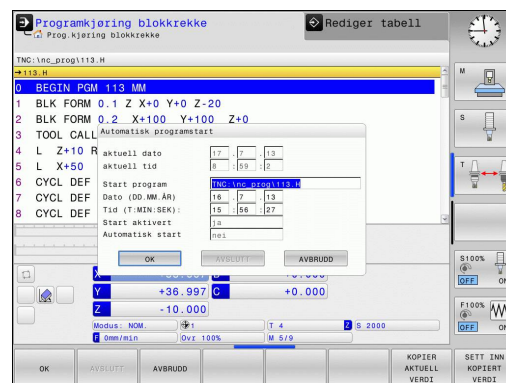 Programkjøring blokkrekke
Rediger tabell
Prog.kjøring blokkrekke
TNC:\nc_prog\113.H
→113.H
0 BEGIN PGM 113 MM
1 BLK FORM 0.1 Z X+0 Y+0 Z-20
2 BLK FORM 0.2 X+100 Y+100 Z+0
3 TOOL CALL
4 L Z+10 R
5 L X+50
6 CYCL DEF
7 CYCL DEF
8 CYCL DEF
Automatisk programstart
aktuell dato 17 .7 .13
aktuell tid 8 :59 :2
Start program TNC:\nc_prog\113.H
Dato (DD.MM.ÅR) 16 .7 .13
Tid (T:MIN:SEK): 15 :56 :27
Start aktivert ja
Automatisk start nei
OK AVSLUTT AVBRUDD
X
Y +36.997 C +0.000
Z -10.000
Modus: NOM. 1 T 4 Z S 2000
F 0mm/min Ovr 100% M 5/9
M
S
T
S100%
OFF ON
F100%
OFF ON
OK AVSLUTT AVBRUDD KOPIER AKTUELL VERDI SETT INN KOPIERT VERDI